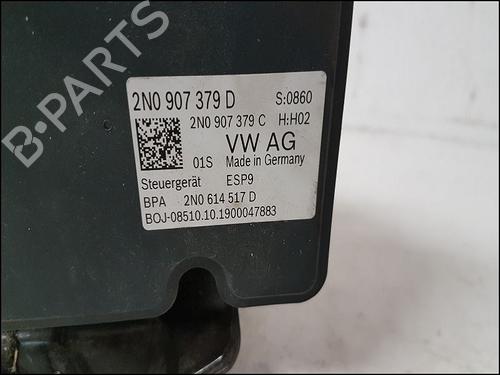 2N0 907 379 D S:0860
2N0 907 379 C H:H02
VW AG
01S Made in Germany
Steuergerät ESP9
BPA 2N0 614 517 D
BOJ-08510.10.1900047883